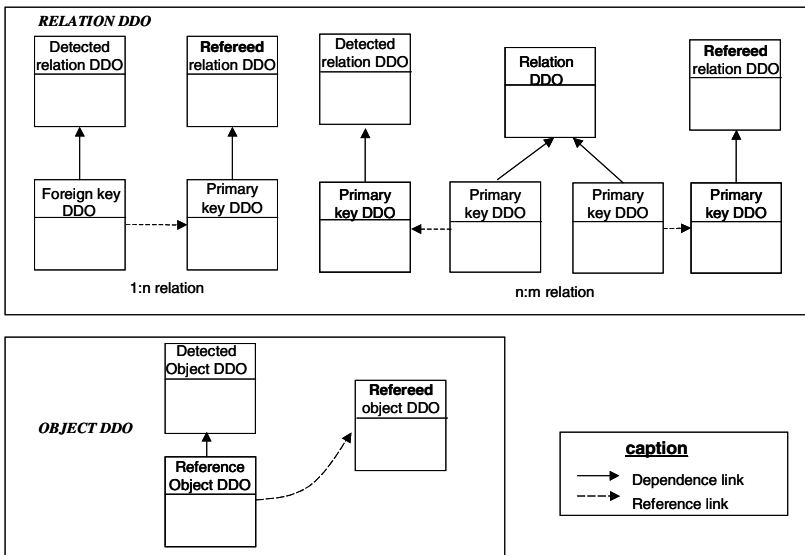 RELATION DDO
Detected
relation DDO
Refereed
relation DDO
Detected
relation DDO
Relation
DDO
Refereed
relation DDO
Foreign key
DDO
Primary
key DDO
Primary
key DDO
Primary
key DDO
Primary
key DDO
Primary
key DDO
1:n relation
n:m relation
Detected
Object DDO
Refereed
object DDO
OBJECT DDO
Reference
Object DDO
caption
Dependence link
Reference link